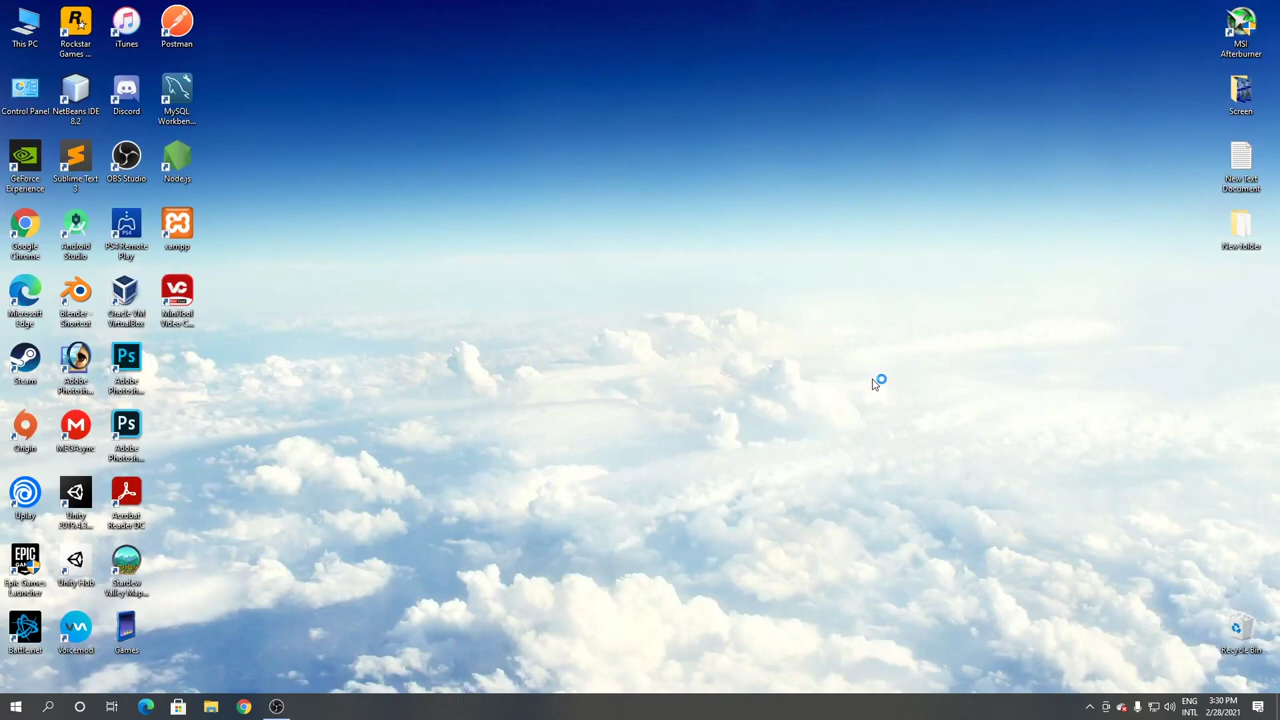 This PC
Rockstar
Games ...
iTunes
Postman
Control Panel
NetBeans IDE
8.2
Discord
MySQL
Workben...
GeForce
Experience
Sublime Text
3
OBS Studio
Node.js
Google
Chrome
Android
Studio
PS4 Remote
Play
xampp
Microsoft
Edge
Blender -
Shortcut
Oracle VM
VirtualBox
MiniTool
Video C...
Steam
Adobe
Photosh...
Adobe
Photosh...
Origin
MEGAsync
Adobe
Photosh...
Uplay
Unity
2019.4.3...
Acrobat
Reader DC
Epic Games
Launcher
Unity Hub
Stardew
Valley Map...
Battle.net
Voicemod
Games
MSI
Afterburner
Screen
New Text
Document
New folder
Recycle Bin
ENG
INTL
3:30 PM
2/28/2021